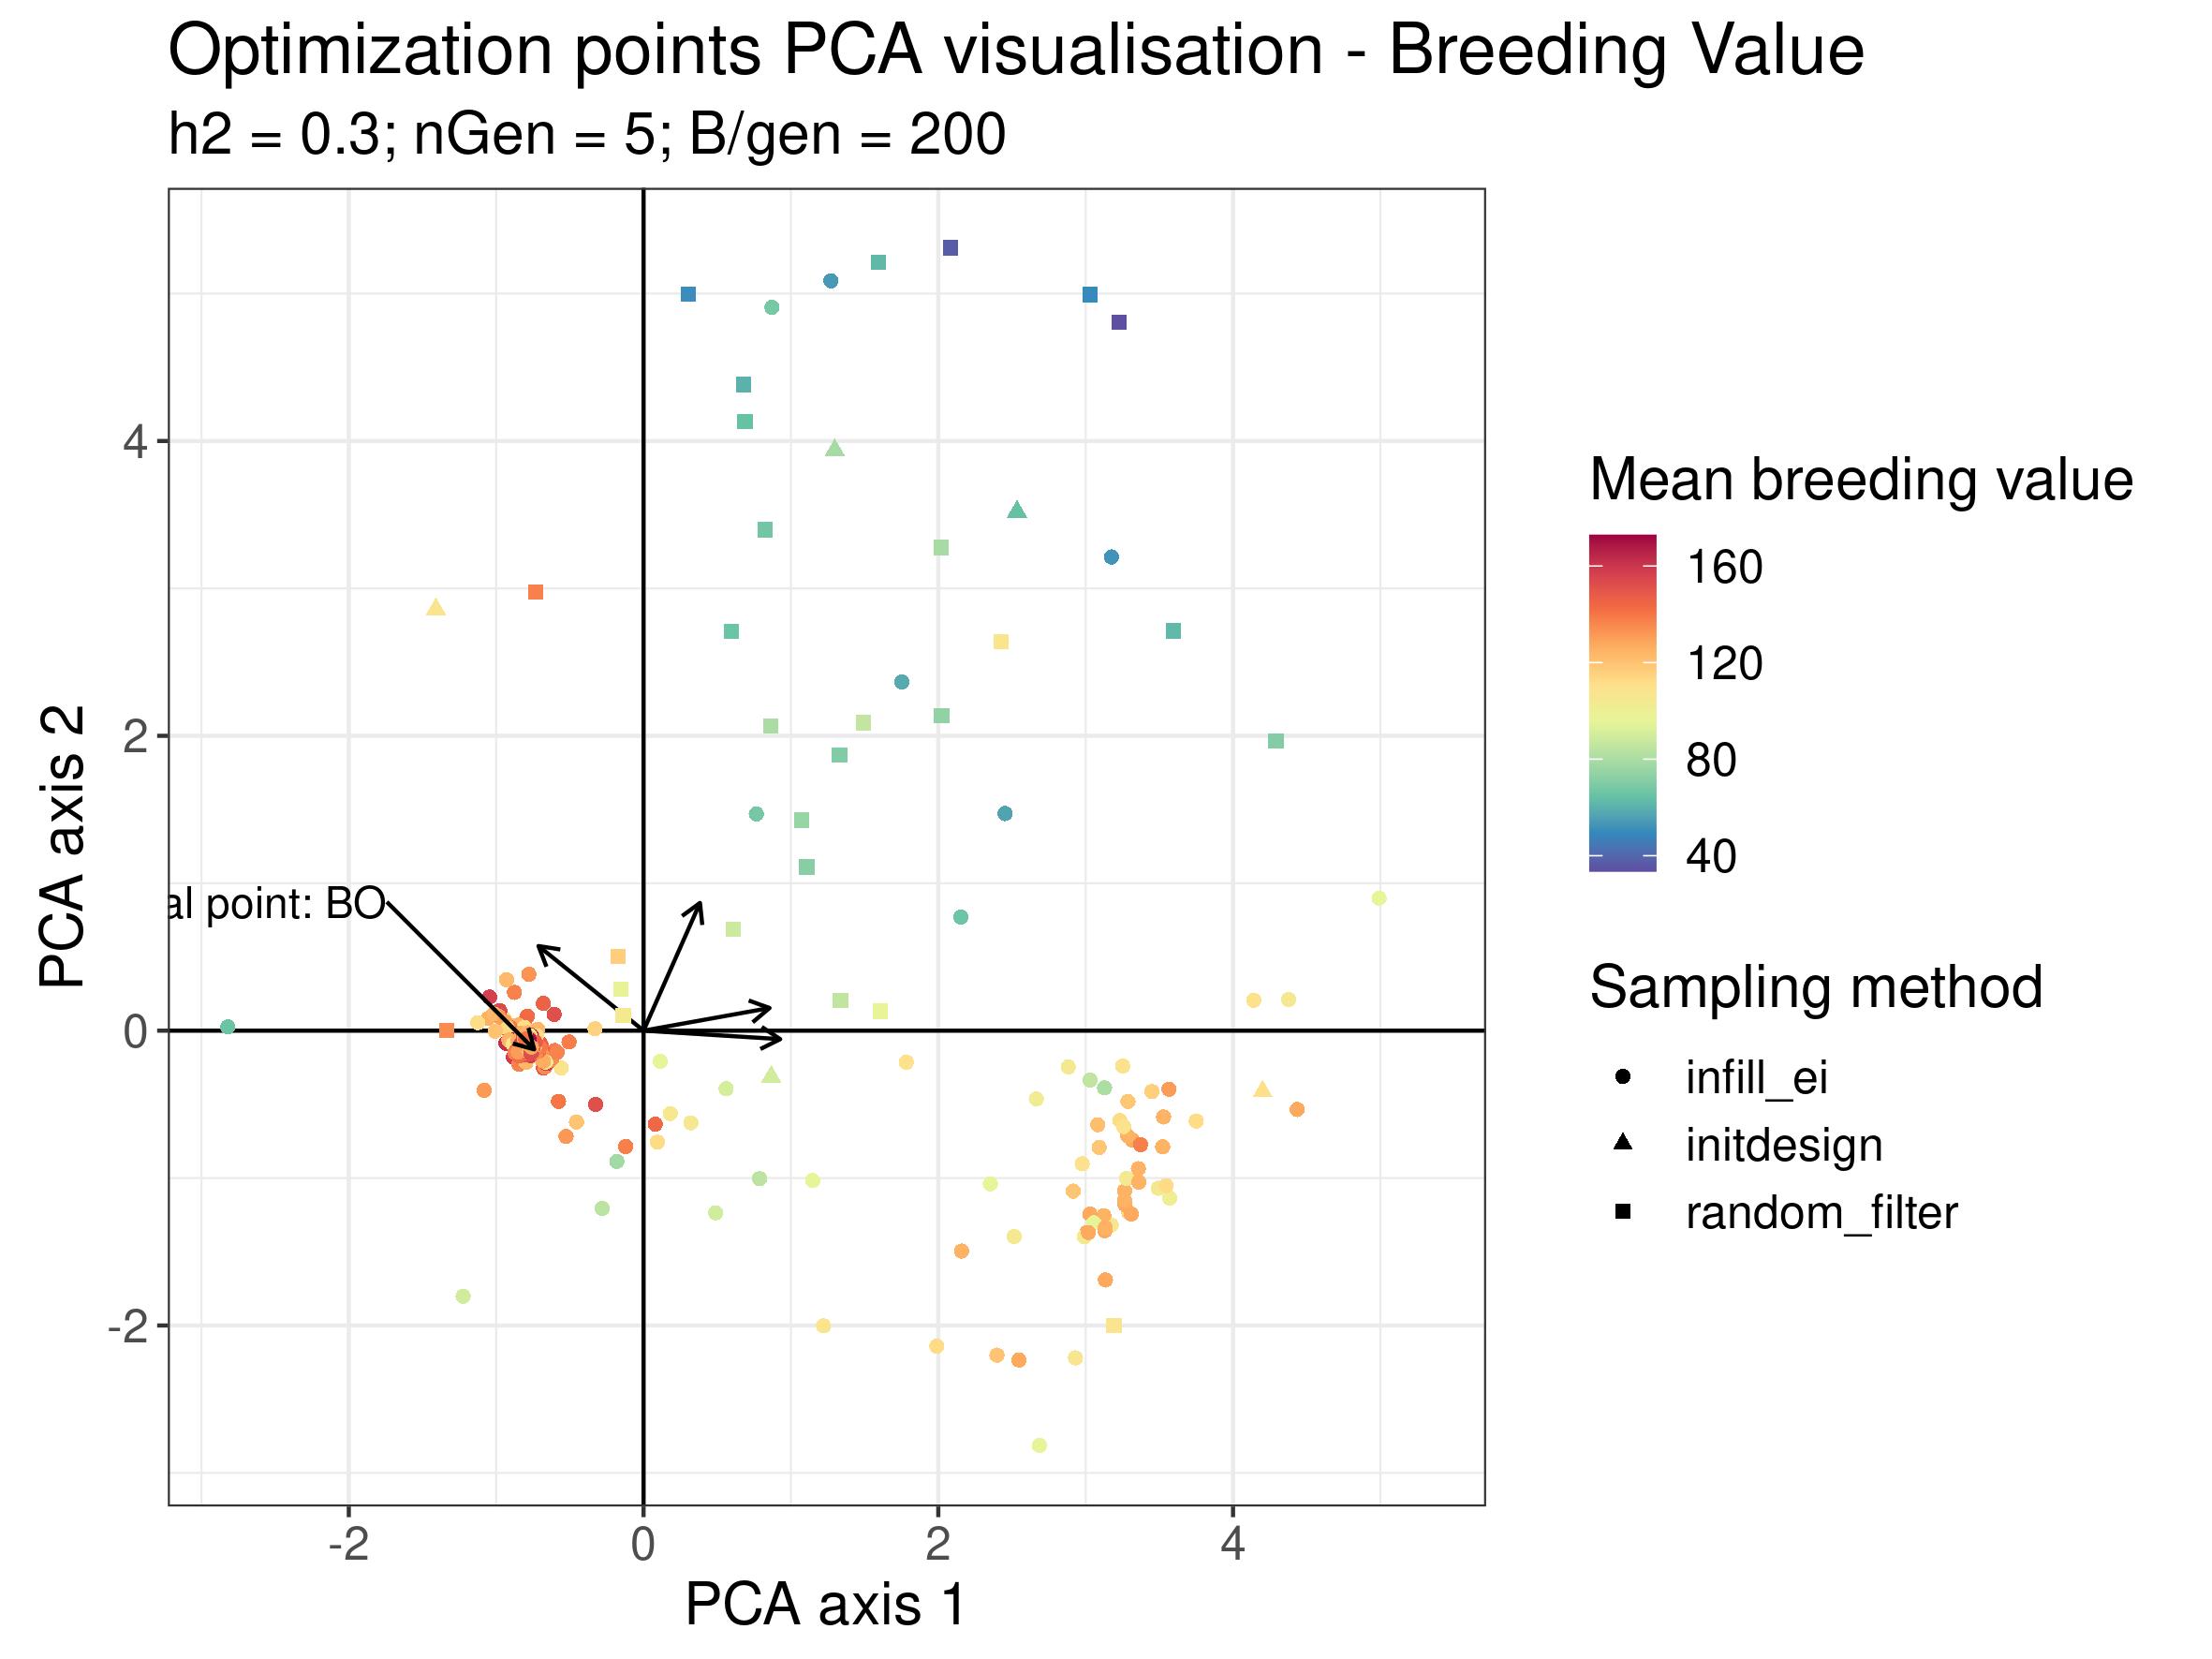 Optimization points PCA visualisation - Breeding Value
h2 = 0.3; nGen = 5; B/gen = 200
PCA axis 2
4
2
0
-2
al point: BO
-2
0
2
4
PCA axis 1
Mean breeding value
160
120
80
40
Sampling method
infill_ei
initdesign
random_filter